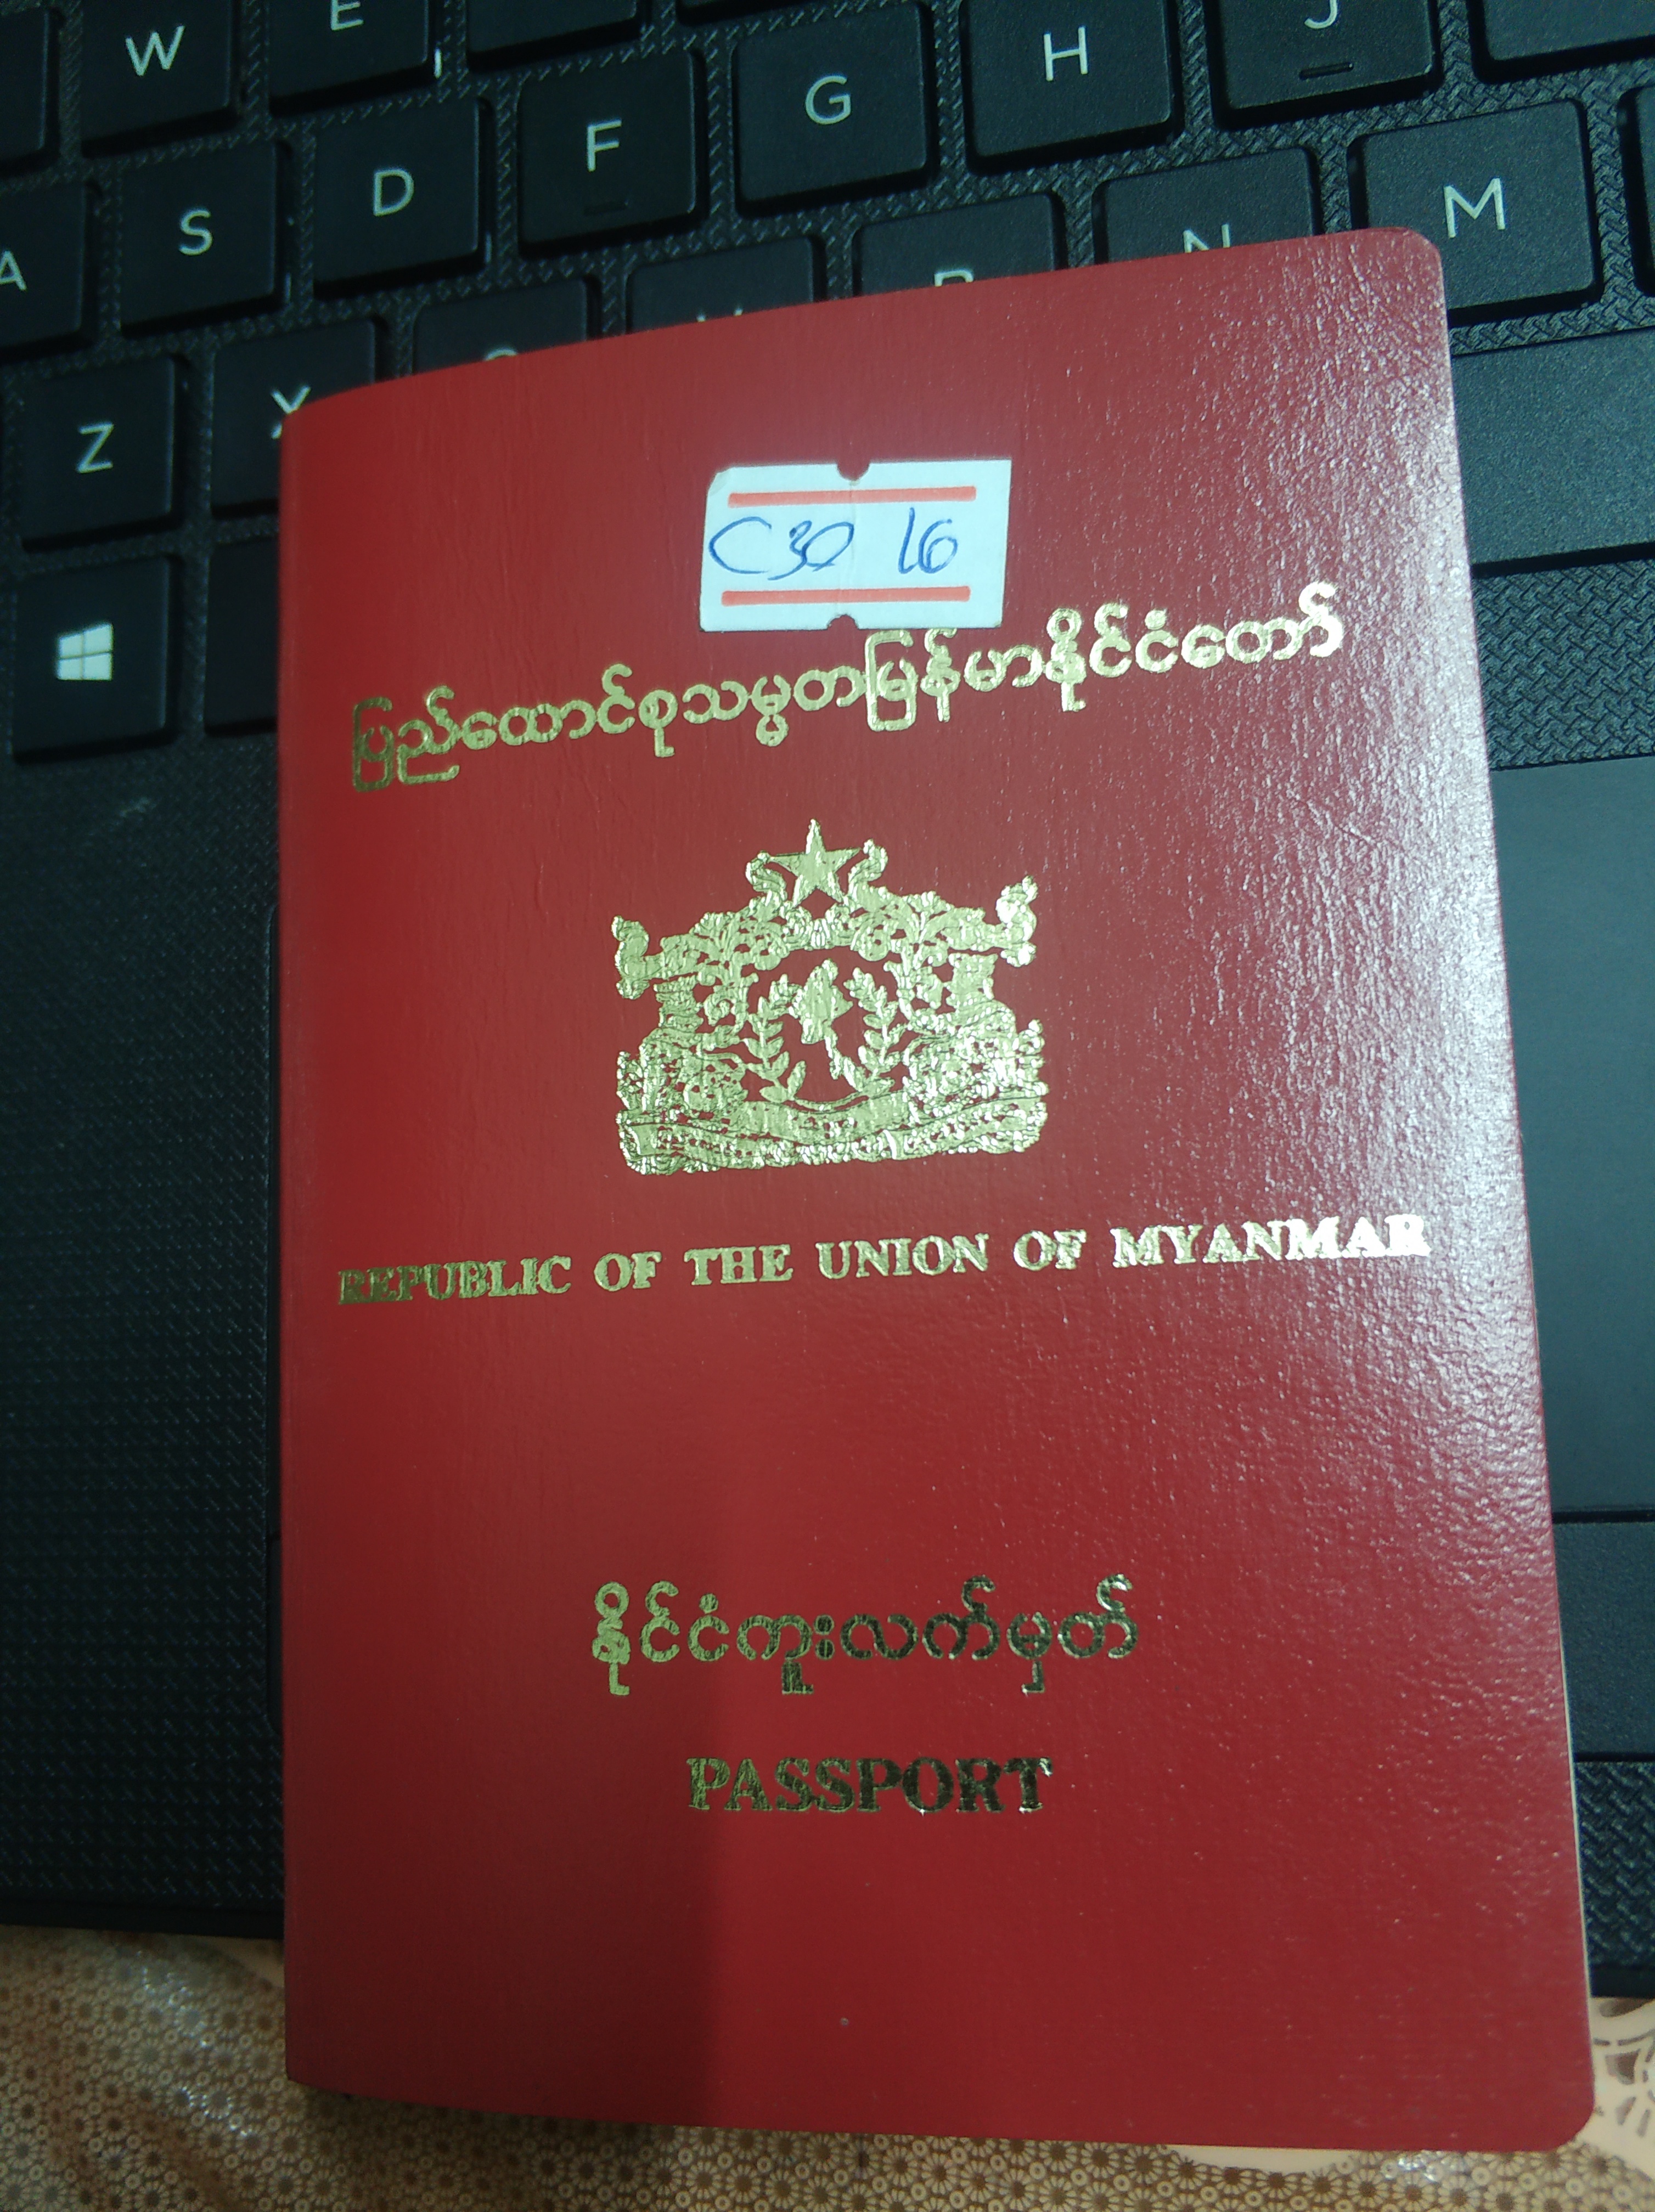 W E
A S D F G H J
Z X N M
C30 16
ပြည်ထောင်စုသမ္မတမြန်မာနိုင်ငံတော်
REPUBLIC OF THE UNION OF MYANMAR
နိုင်ငံကူးလက်မှတ်
PASSPORT